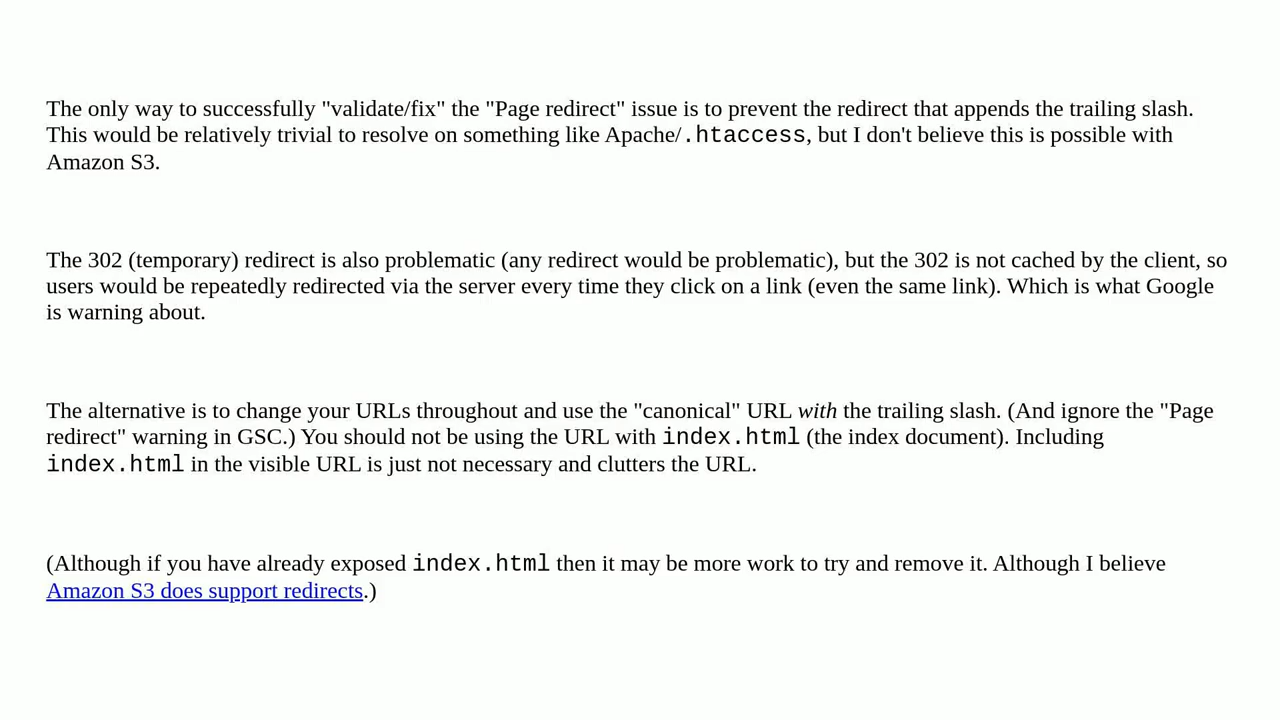 The only way to successfully "validate/fix" the "Page redirect" issue is to prevent the redirect that appends the trailing slash.
This would be relatively trivial to resolve on something like Apache/.htaccess, but I don't believe this is possible with
Amazon S3.
The 302 (temporary) redirect is also problematic (any redirect would be problematic), but the 302 is not cached by the client, so
users would be repeatedly redirected via the server every time they click on a link (even the same link). Which is what Google
is warning about.
The alternative is to change your URLs throughout and use the "canonical" URL with the trailing slash. (And ignore the "Page
redirect" warning in GSC.) You should not be using the URL with index.html (the index document). Including
index.html in the visible URL is just not necessary and clutters the URL.
(Although if you have already exposed index.html then it may be more work to try and remove it. Although I believe
Amazon S3 does support redirects.)